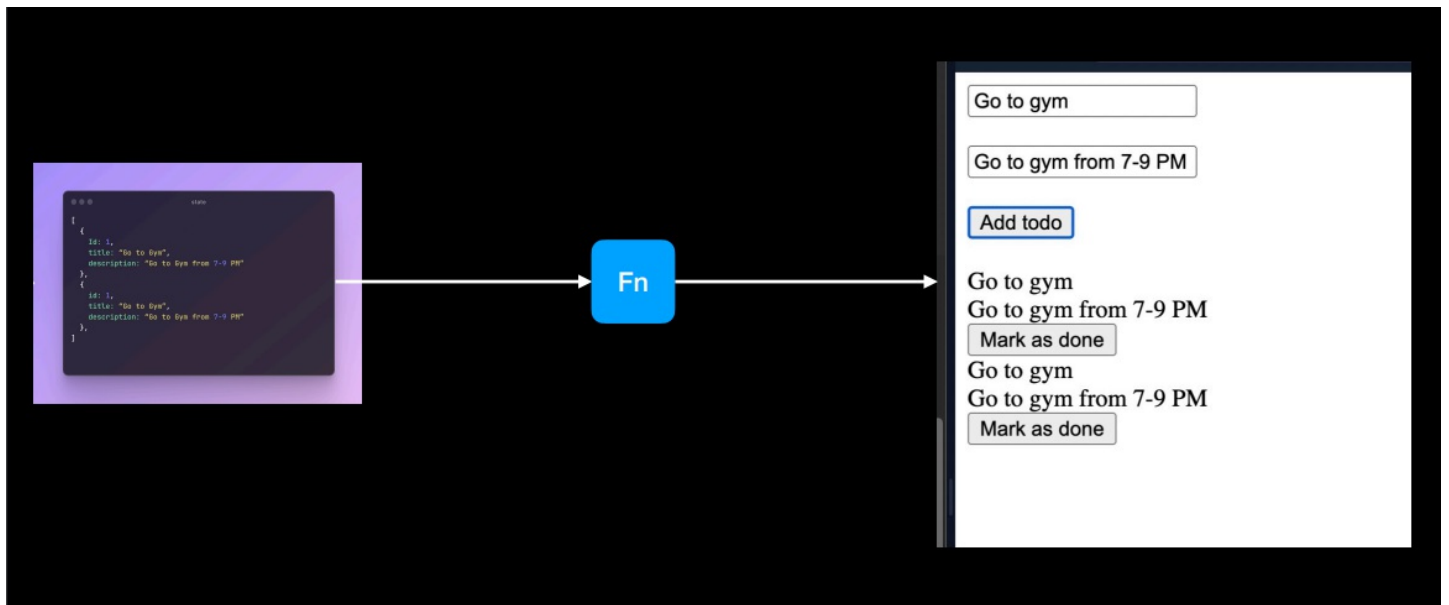 state
[
{
Id: 1,
title: "Go to Gym",
description: "Go to Gym from 7-9 PM"
},
{
id: 1,
title: "Go to Gym",
description: "Go to Gym from 7-9 PM"
},
]
Fn
Go to gym
Go to gym from 7-9 PM
Add todo
Go to gym
Go to gym from 7-9 PM
Mark as done
Go to gym
Go to gym from 7-9 PM
Mark as done